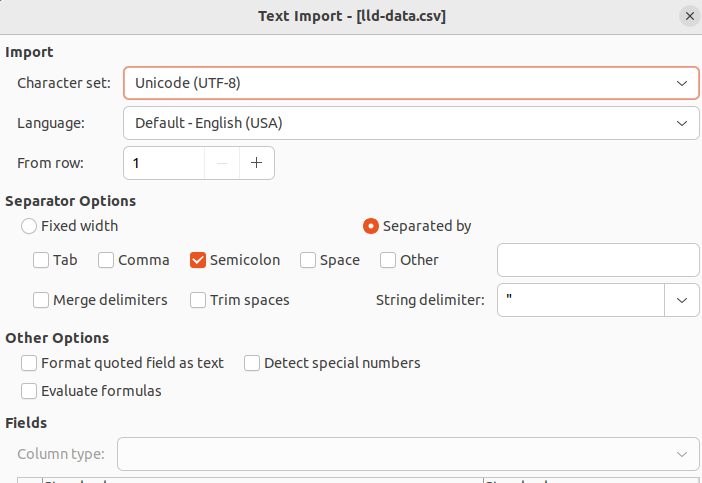 Text Import - [lld-data.csv]
Import
Character set: Unicode (UTF-8)
Language: Default - English (USA)
From row: 1
Separator Options
Fixed width Separated by
Tab Comma Semicolon Space Other
Merge delimiters Trim spaces String delimiter: "
Other Options
Format quoted field as text Detect special numbers
Evaluate formulas
Fields
Column type: